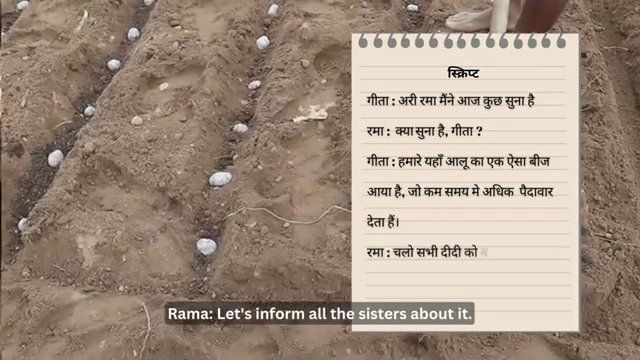 स्क्रिप्ट
गीता : अरी रमा मैंने आज कुछ सुना है
रमा : क्या सुना है, गीता ?
गीता : हमारे यहाँ आलू का एक ऐसा बीज
आया है, जो कम समय मे अधिक पैदावार
देता हैं।
रमा : चलो सभी दीदी को
Rama: Let's inform all the sisters about it.